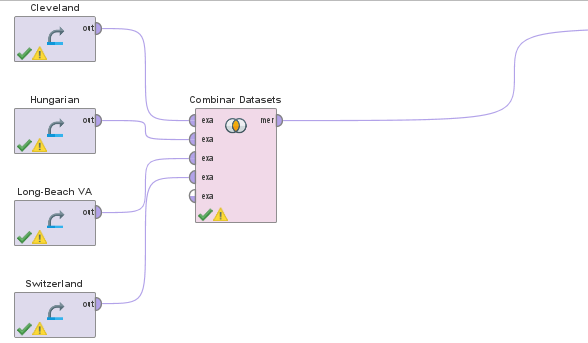 Cleveland
out
Hungarian
out
Long-Beach VA
out
Switzerland
out
Combinar Datasets
exa
mer
exa
exa
exa
exa